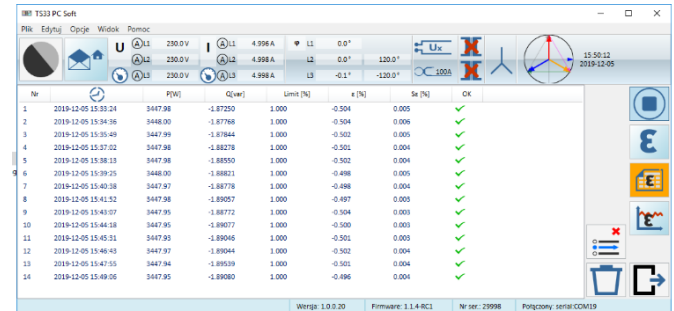 TS33 PC Soft
Plik Edytuj Opcje Widok Pomoc
U A L1 230.0 V I A L1 4.996 A φ L1 0.0° Ux
A L2 230.0 V A L2 4.998 A L2 0.0° 120.0° 15:50:12
A L3 230.0 V A L3 4.998 A L3 -0.1° -120.0° 100A 2019-12-05
Nr P[W] Q[var] Limit [%] ε [%] Sε [%] OK
1 2019-12-05 15:33:24 3447.98 -1.87250 1.000 -0.504 0.005
2 2019-12-05 15:34:36 3448.00 -1.87768 1.000 -0.504 0.006
3 2019-12-05 15:35:49 3447.99 -1.87844 1.000 -0.502 0.005
4 2019-12-05 15:37:02 3447.98 -1.88278 1.000 -0.501 0.004
5 2019-12-05 15:38:13 3447.98 -1.88550 1.000 -0.502 0.004
6 2019-12-05 15:39:25 3448.00 -1.88821 1.000 -0.498 0.005
7 2019-12-05 15:40:38 3447.97 -1.88778 1.000 -0.498 0.004
8 2019-12-05 15:41:52 3447.98 -1.89057 1.000 -0.497 0.003
9 2019-12-05 15:43:07 3447.95 -1.88772 1.000 -0.504 0.003
10 2019-12-05 15:44:18 3447.95 -1.89077 1.000 -0.500 0.003
11 2019-12-05 15:45:31 3447.93 -1.89046 1.000 -0.501 0.003
12 2019-12-05 15:46:43 3447.97 -1.89044 1.000 -0.502 0.004
13 2019-12-05 15:47:55 3447.94 -1.89539 1.000 -0.501 0.004
14 2019-12-05 15:49:06 3447.95 -1.89080 1.000 -0.496 0.004
ε
ε
ε
Wersja: 1.0.0.20 Firmware: 1.1.4-RC1 Nr ser.: 29998 Połączony: serial:COM19